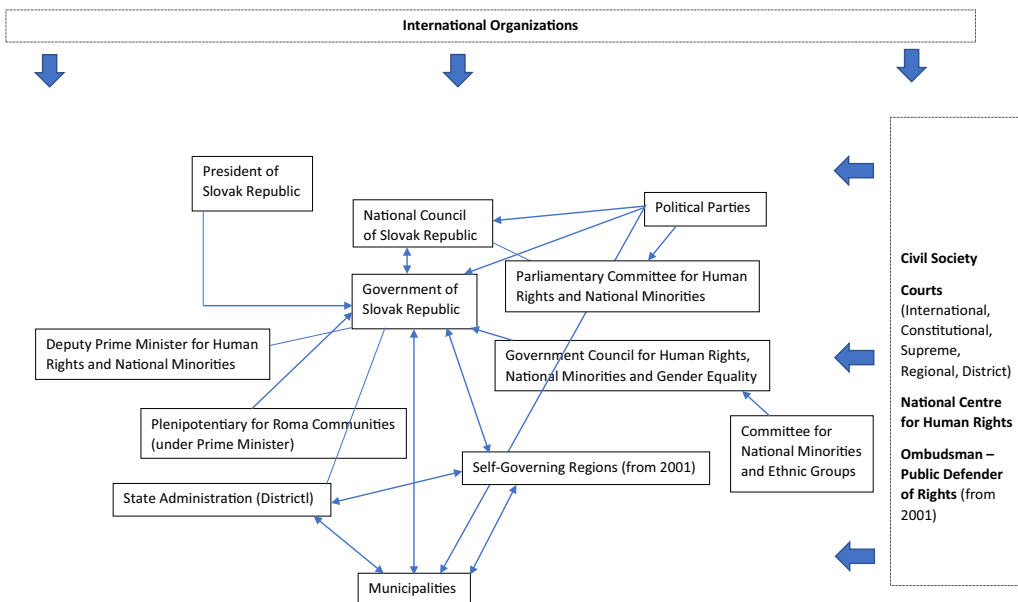 International Organizations
President of
Slovak Republic
National Council
of Slovak Republic
Political Parties
Parliamentary Committee for Human
Rights and National Minorities
Government of
Slovak Republic
Deputy Prime Minister for Human
Rights and National Minorities
Government Council for Human Rights,
National Minorities and Gender Equality
Plenipotentiary for Roma Communities
(under Prime Minister)
Committee for
National Minorities
and Ethnic Groups
Self-Governing Regions (from 2001)
State Administration (Districtl)
Municipalities
Civil Society
Courts
(International,
Constitutional,
Supreme,
Regional, District)
National Centre
for Human Rights
Ombudsman –
Public Defender
of Rights (from
2001)